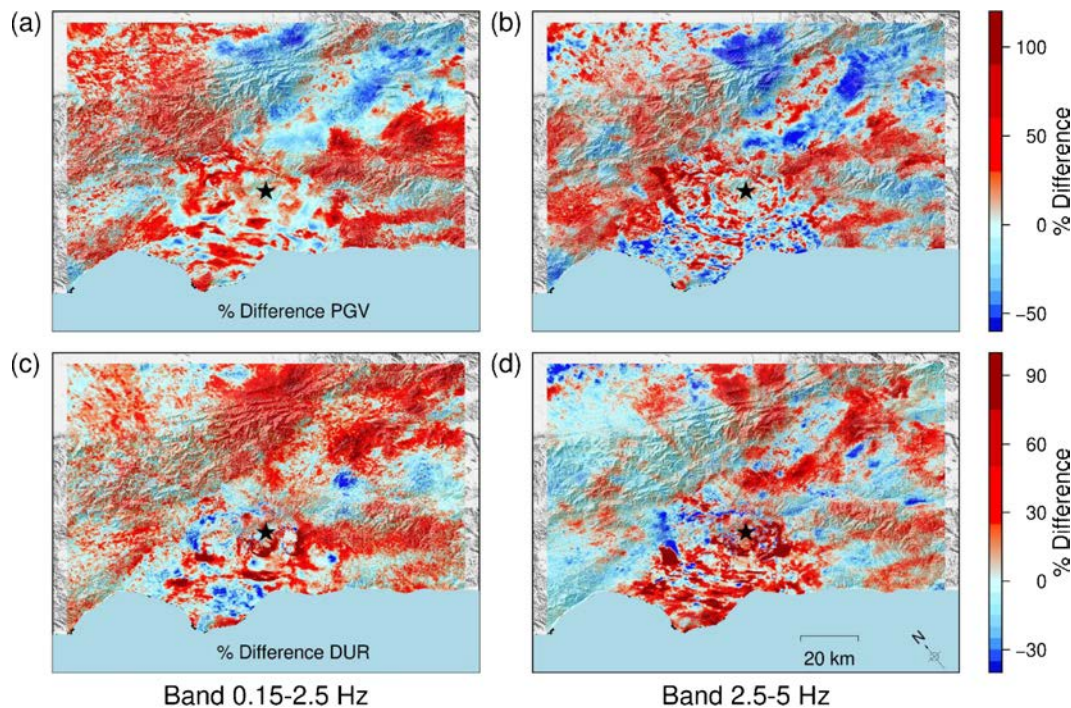 (a)
(b)
100
50
0
−50
% Difference
% Difference PGV
(c)
(d)
90
60
30
0
−30
% Difference
% Difference DUR
20 km
N
Band 0.15-2.5 Hz
Band 2.5-5 Hz